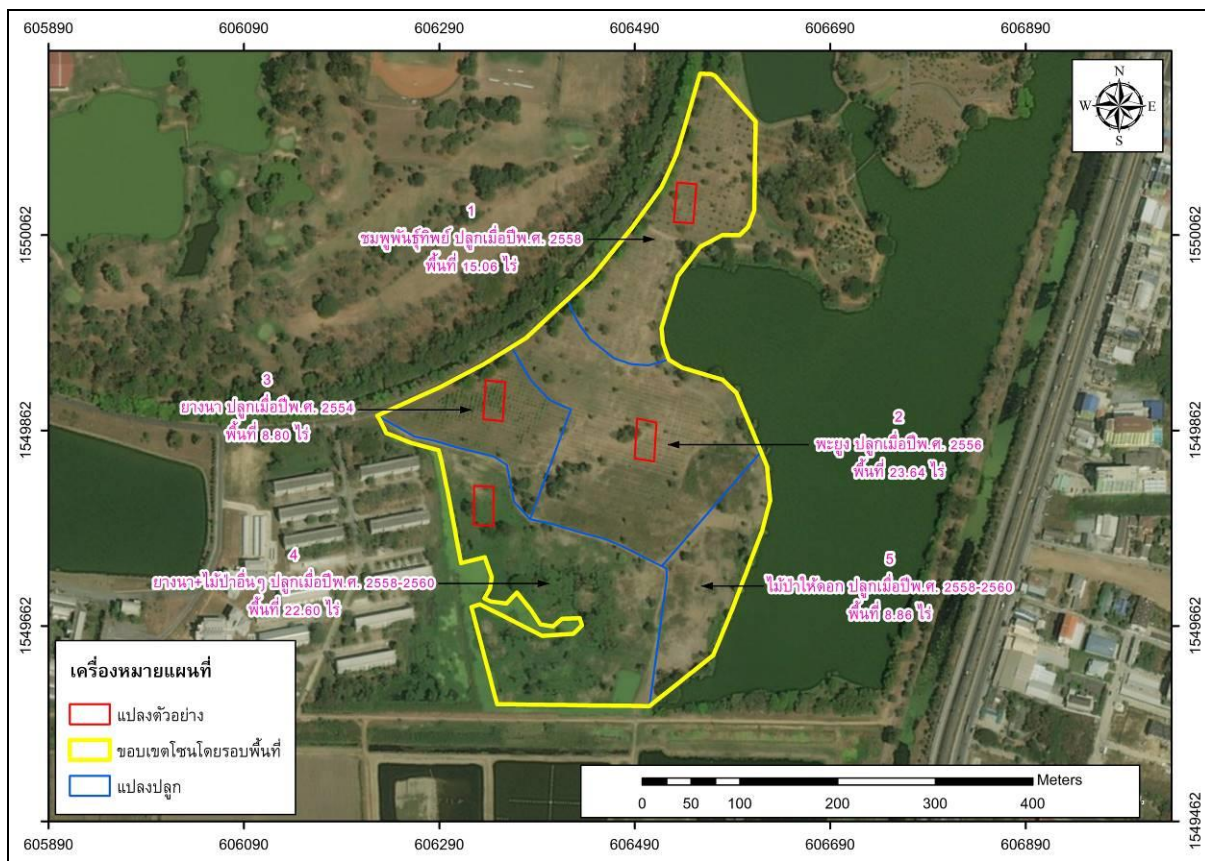 605890 606090 606290 606490 606690 606890
N
W E
S
1
ชมพูพันธุ์ทิพย์ ปลูกเมื่อปีพ.ศ. 2558
พื้นที่ 15.06 ไร่
1550062 1550062
3
ยางนา ปลูกเมื่อปีพ.ศ. 2554
พื้นที่ 8.80 ไร่
2
พะยูง ปลูกเมื่อปีพ.ศ. 2556
พื้นที่ 23.64 ไร่
1549862 1549862
4
ยางนา+ไม้ป่าอื่นๆ ปลูกเมื่อปีพ.ศ. 2558-2560
พื้นที่ 22.60 ไร่
5
ไม้ป่าให้ดอก ปลูกเมื่อปีพ.ศ. 2558-2560
พื้นที่ 8.86 ไร่
1549662 1549662
เครื่องหมายแผนที่
แปลงตัวอย่าง
ขอบเขตโซนโดยรอบพื้นที่
แปลงปลูก
Meters
0 50 100 200 300 400
1549462 1549462
605890 606090 606290 606490 606690 606890